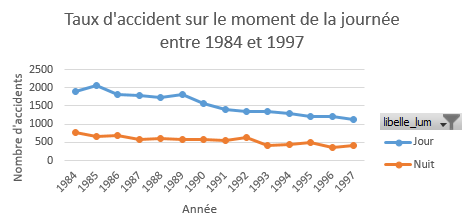 Taux d'accident sur le moment de la journée
entre 1984 et 1997
Nombre d'accidents
2500
2000
1500
1000
500
0
1984 1985 1986 1987 1988 1989 1990 1991 1992 1993 1994 1995 1996 1997
Année
libelle_lum
Jour
Nuit